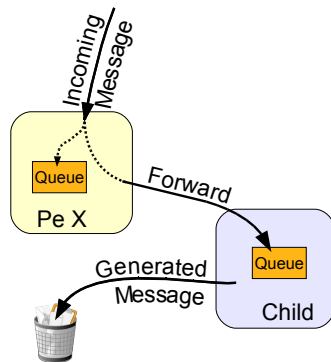 Incoming
Message
Queue
Pe X
Forward
Queue
Child
Generated
Message